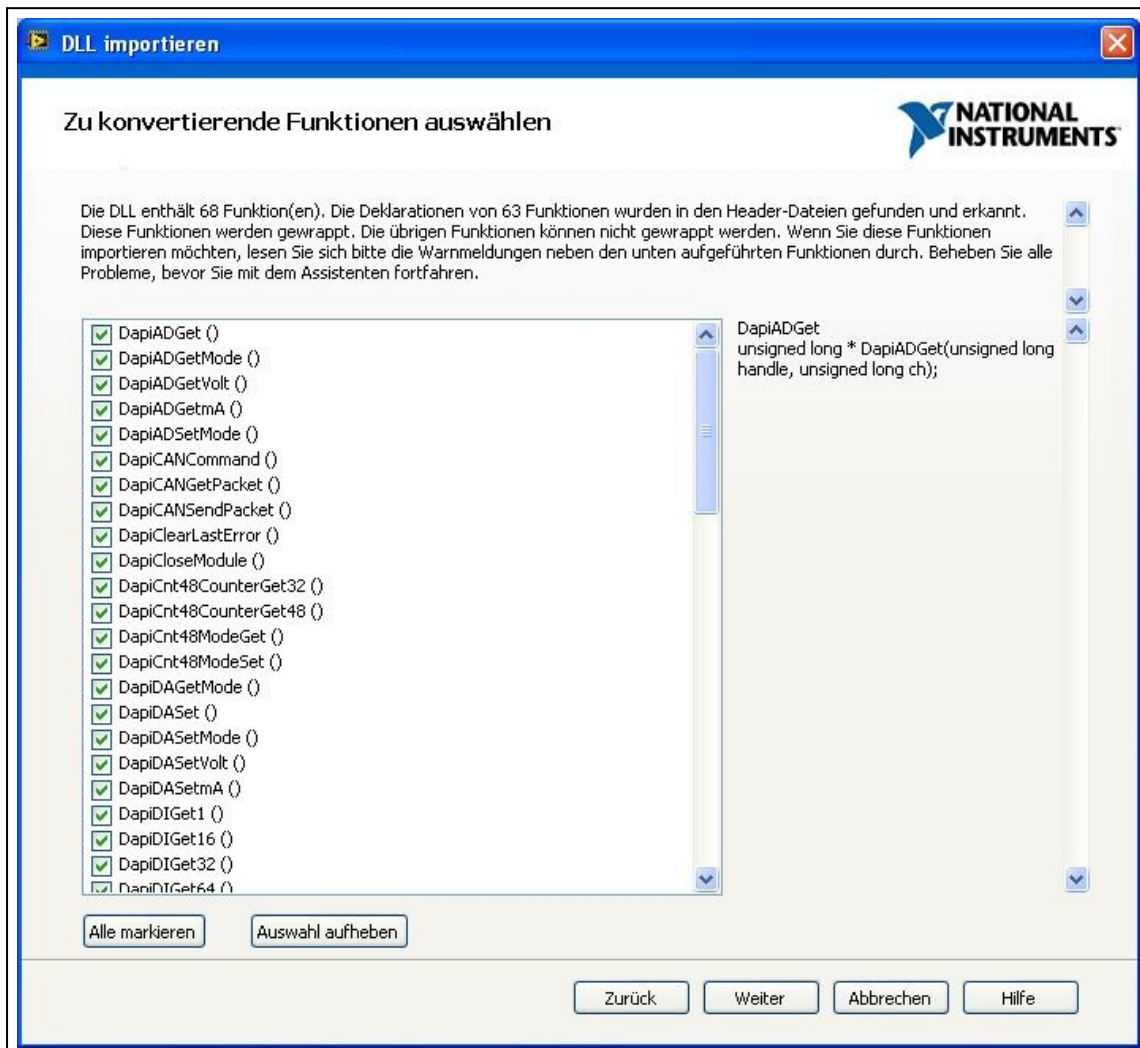 DLL importieren
Zu konvertierende Funktionen auswählen
NATIONAL
INSTRUMENTS
Die DLL enthält 68 Funktion(en). Die Deklarationen von 63 Funktionen wurden in den Header-Dateien gefunden und erkannt.
Diese Funktionen werden gewrappt. Die übrigen Funktionen können nicht gewrappt werden. Wenn Sie diese Funktionen
importieren möchten, lesen Sie sich bitte die Warnmeldungen neben den unten aufgeführten Funktionen durch. Beheben Sie alle
Probleme, bevor Sie mit dem Assistenten fortfahren.
DapiADGet ()
DapiADGetMode ()
DapiADGetVolt ()
DapiADGetmA ()
DapiADSetMode ()
DapiCANCommand ()
DapiCANGetPacket ()
DapiCANSendPacket ()
DapiClearLastError ()
DapiCloseModule ()
DapiCnt48CounterGet32 ()
DapiCnt48CounterGet48 ()
DapiCnt48ModeGet ()
DapiCnt48ModeSet ()
DapiDAGetMode ()
DapiDASet ()
DapiDASetMode ()
DapiDASetVolt ()
DapiDASetmA ()
DapiDIGet1 ()
DapiDIGet16 ()
DapiDIGet32 ()
DapiDIGet64 ()
DapiADGet
unsigned long * DapiADGet(unsigned long
handle, unsigned long ch);
Alle markieren
Auswahl aufheben
Zurück
Weiter
Abbrechen
Hilfe